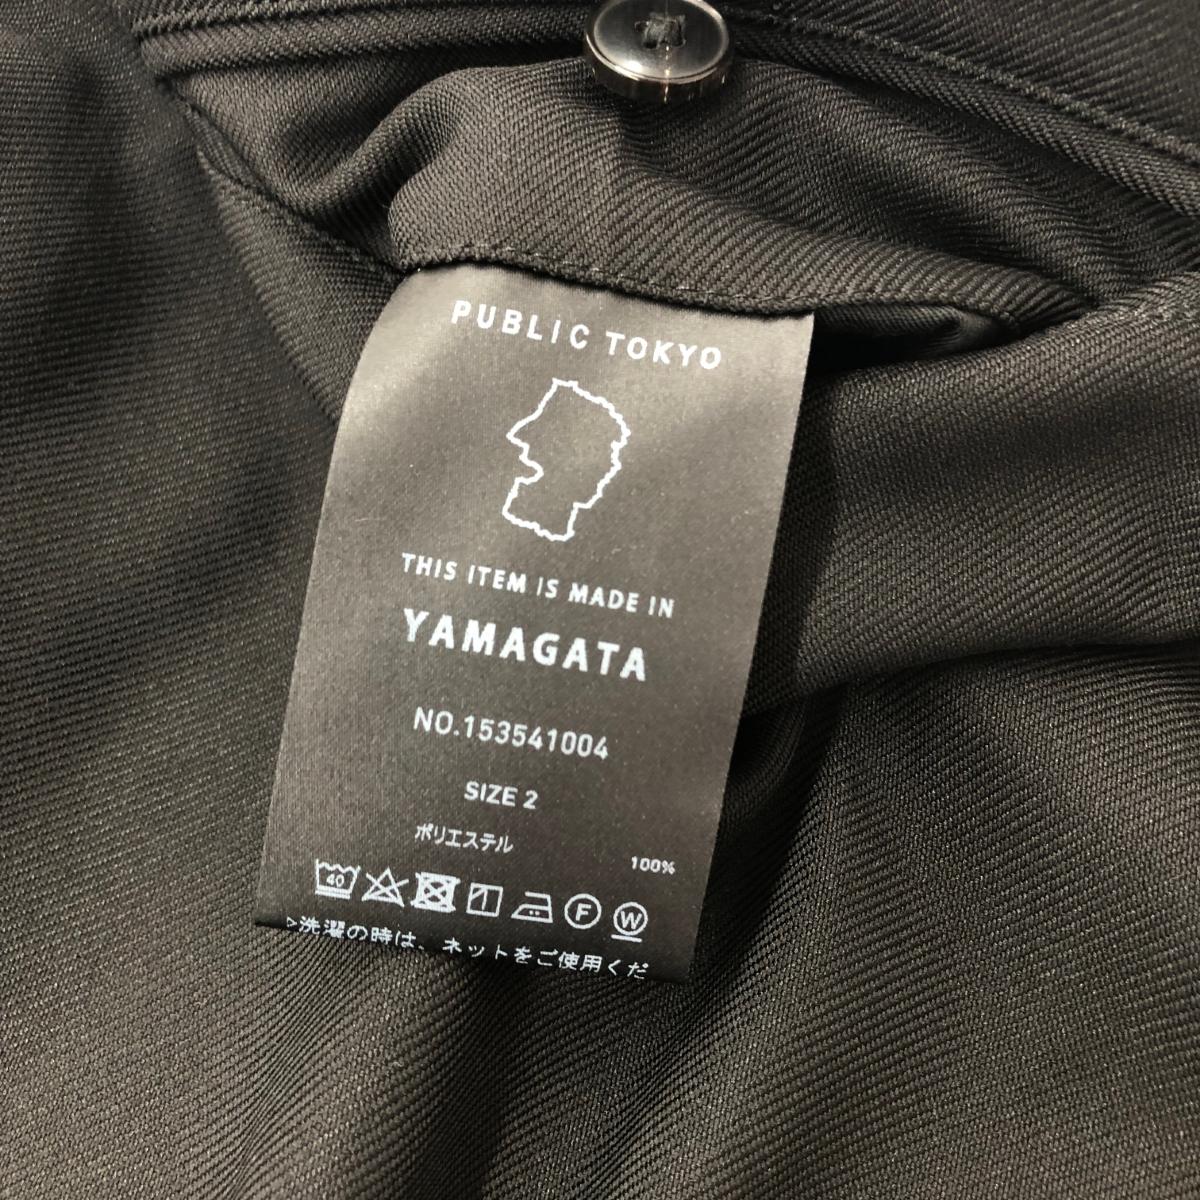 PUBLIC TOKYO
THIS ITEM IS MADE IN
YAMAGATA
NO.153541004
SIZE 2
ポリエステル 100%
40 F W
洗濯の時は、ネットをご使用くだ